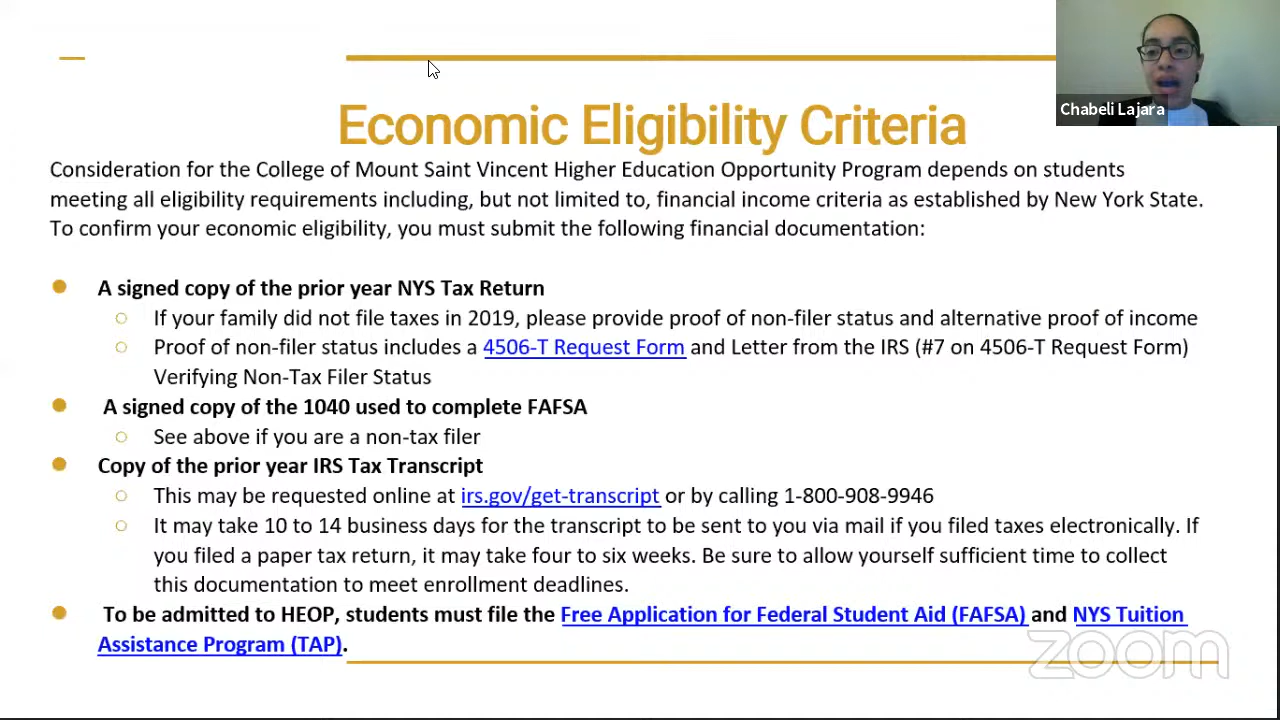 Chabeli Lajara
Economic Eligibility Criteria
Consideration for the College of Mount Saint Vincent Higher Education Opportunity Program depends on students
meeting all eligibility requirements including, but not limited to, financial income criteria as established by New York State.
To confirm your economic eligibility, you must submit the following financial documentation:
A signed copy of the prior year NYS Tax Return
If your family did not file taxes in 2019, please provide proof of non-filer status and alternative proof of income
Proof of non-filer status includes a 4506-T Request Form and Letter from the IRS (#7 on 4506-T Request Form)
Verifying Non-Tax Filer Status
A signed copy of the 1040 used to complete FAFSA
See above if you are a non-tax filer
Copy of the prior year IRS Tax Transcript
This may be requested online at irs.gov/get-transcript or by calling 1-800-908-9946
It may take 10 to 14 business days for the transcript to be sent to you via mail if you filed taxes electronically. If
you filed a paper tax return, it may take four to six weeks. Be sure to allow yourself sufficient time to collect
this documentation to meet enrollment deadlines.
To be admitted to HEOP, students must file the Free Application for Federal Student Aid (FAFSA) and NYS Tuition
Assistance Program (TAP).
zoom